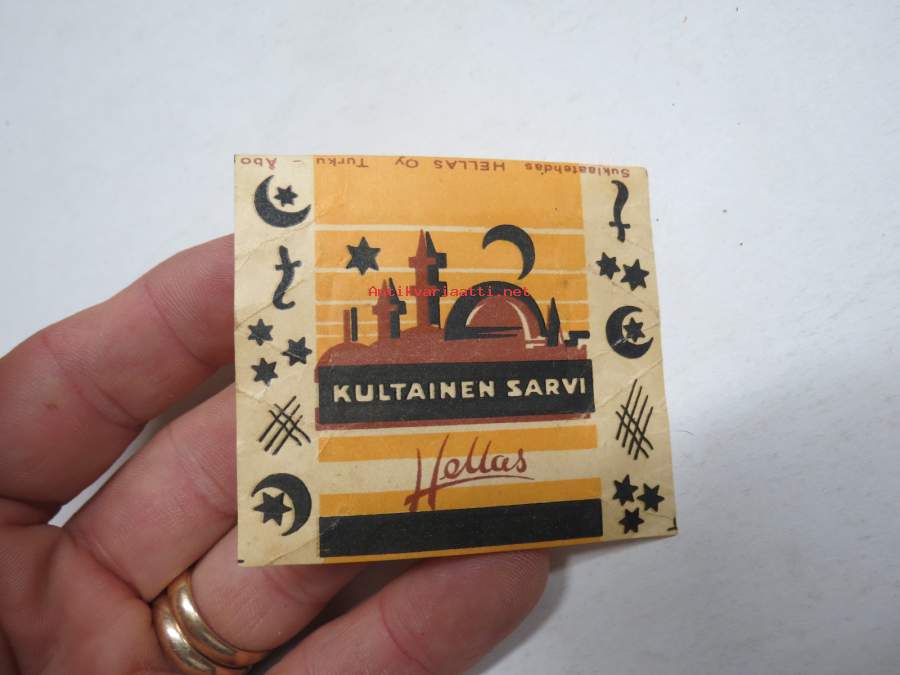 Suklaatehdas HELLAS Oy Turku - Åbo
Antikvariaatti.net
KULTAINEN SARVI
Hellas